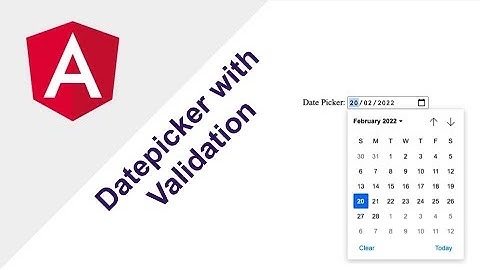 A
Datepicker with
Validation
Date Picker: 20/02/2022
February 2022
S M T W T F S
30 31 1 2 3 4 5
6 7 8 9 10 11 12
13 14 15 16 17 18 19
20 21 22 23 24 25 26
27 28 1 2 3 4 5
6 7 8 9 10 11 12
Clear Today